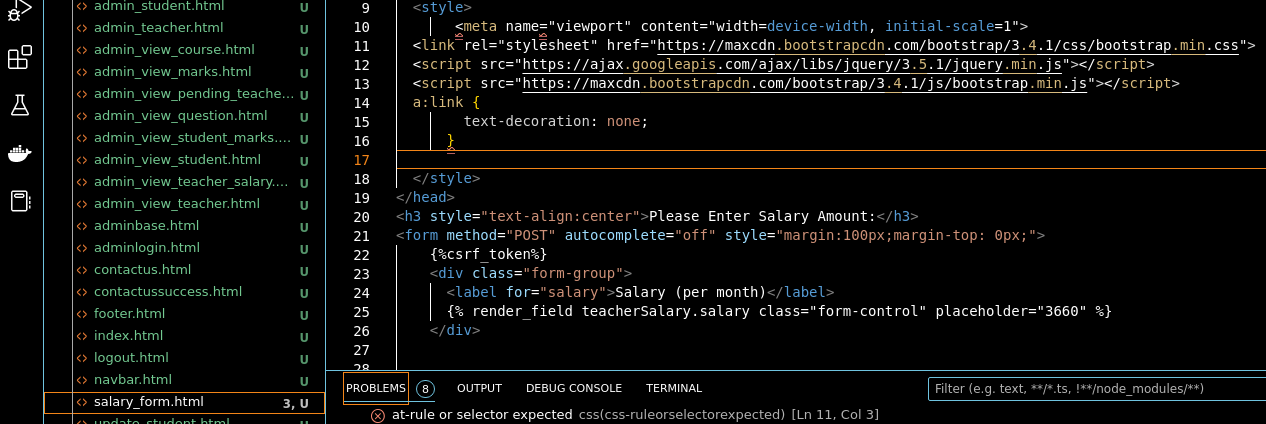 admin_student.html U
admin_teacher.html U
admin_view_course.html U
admin_view_marks.html U
admin_view_pending_teache... U
admin_view_question.html U
admin_view_student_marks.... U
admin_view_student.html U
admin_view_teacher_salary.... U
admin_view_teacher.html U
adminbase.html U
adminlogin.html U
contactus.html U
contactussuccess.html U
footer.html U
index.html U
logout.html U
navbar.html U
salary_form.html 3, U
update_student.html
9 <style>
10 <meta name="viewport" content="width=device-width, initial-scale=1">
11 <link rel="stylesheet" href="https://maxcdn.bootstrapcdn.com/bootstrap/3.4.1/css/bootstrap.min.css">
12 <script src="https://ajax.googleapis.com/ajax/libs/jquery/3.5.1/jquery.min.js"></script>
13 <script src="https://maxcdn.bootstrapcdn.com/bootstrap/3.4.1/js/bootstrap.min.js"></script>
14 a:link {
15 text-decoration: none;
16 }
17
18 </style>
19 </head>
20 <h3 style="text-align:center">Please Enter Salary Amount:</h3>
21 <form method="POST" autocomplete="off" style="margin:100px;margin-top: 0px;">
22 {%csrf_token%}
23 <div class="form-group">
24 <label for="salary">Salary (per month)</label>
25 {% render_field teacherSalary.salary class="form-control" placeholder="3660" %}
26 </div>
27
28
PROBLEMS 8 OUTPUT DEBUG CONSOLE TERMINAL Filter (e.g. text, **/*.ts, !**/node_modules/**)
at-rule or selector expected css(css-ruleorselectorexpected) [Ln 11, Col 3]